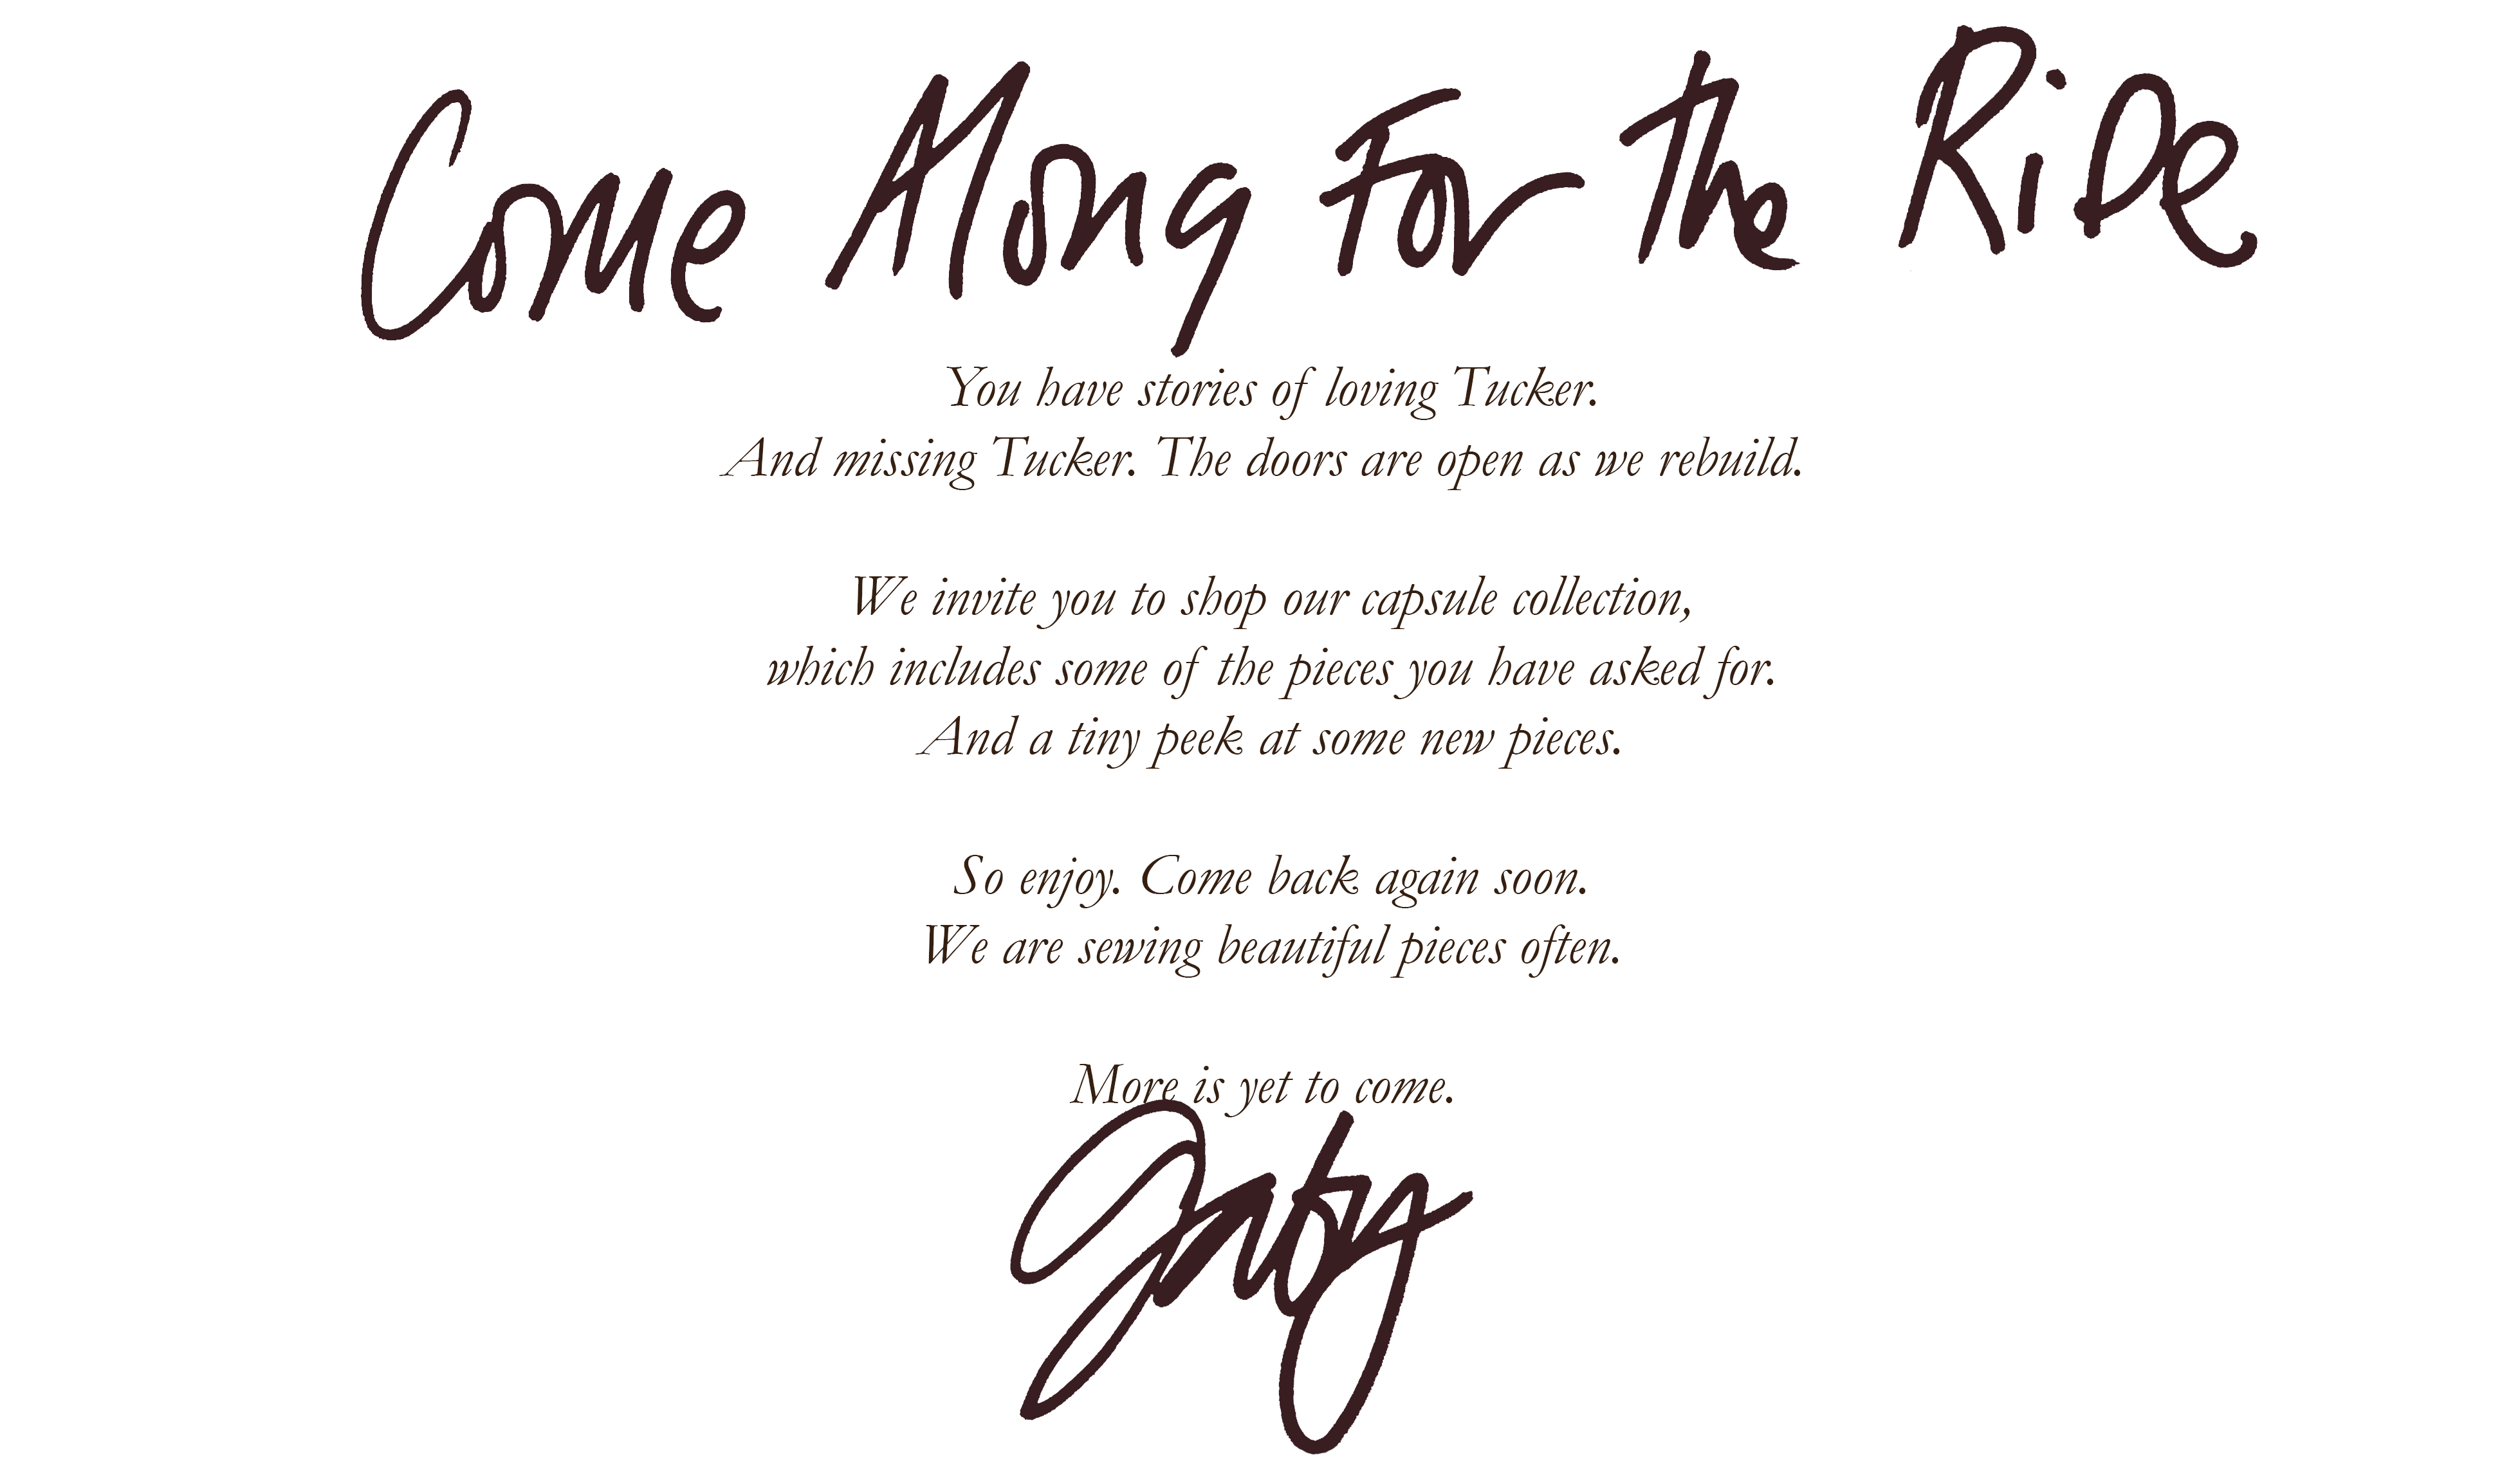 Come Along For The Ride
You have stories of loving Tucker.
And missing Tucker. The doors are open as we rebuild.
We invite you to shop our capsule collection,
which includes some of the pieces you have asked for.
And a tiny peek at some new pieces.
So enjoy. Come back again soon.
We are sewing beautiful pieces often.
More is yet to come.
Gaby